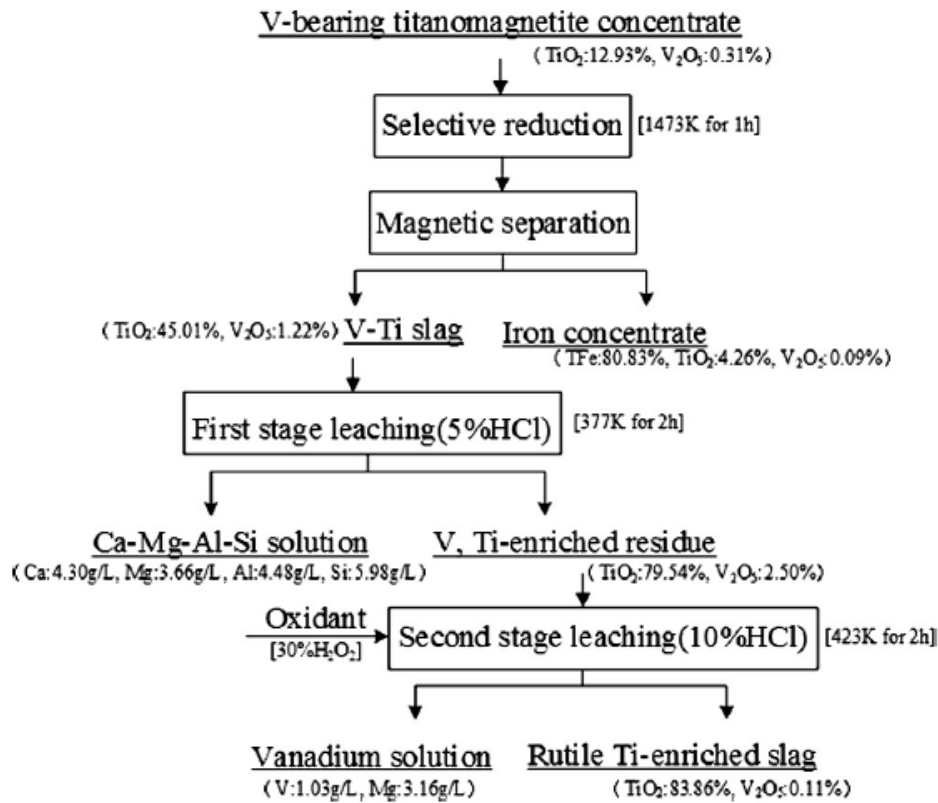 V-bearing titanomagnetite concentrate
(TiO₂:12.93%, V₂O₅:0.31%)
Selective reduction
[1473K for 1h]
Magnetic separation
(TiO₂:45.01%, V₂O₅:1.22%) V-Ti slag
Iron concentrate
(TFe:80.83%, TiO₂:4.26%, V₂O₅:0.09%)
First stage leaching(5%HCl)
[377K for 2h]
Ca-Mg-Al-Si solution
(Ca:4.30g/L, Mg:3.66g/L, Al:4.48g/L, Si:5.98g/L)
V, Ti-enriched residue
(TiO₂:79.54%, V₂O₅:2.50%)
Oxidant
[30%H₂O₂]
Second stage leaching(10%HCl)
[423K for 2h]
Vanadium solution
(V:1.03g/L, Mg:3.16g/L)
Rutile Ti-enriched slag
(TiO₂:83.86%, V₂O₅:0.11%)